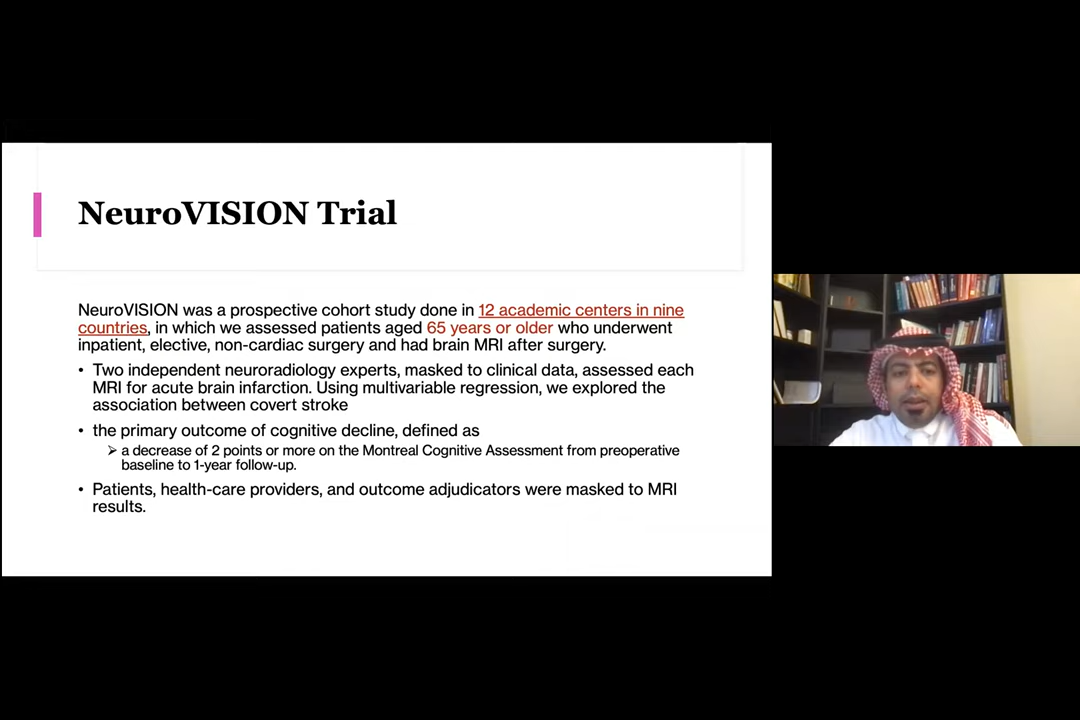 NeuroVISION Trial
NeuroVISION was a prospective cohort study done in 12 academic centers in nine
countries, in which we assessed patients aged 65 years or older who underwent
inpatient, elective, non-cardiac surgery and had brain MRI after surgery.
• Two independent neuroradiology experts, masked to clinical data, assessed each
MRI for acute brain infarction. Using multivariable regression, we explored the
association between covert stroke
• the primary outcome of cognitive decline, defined as
➢ a decrease of 2 points or more on the Montreal Cognitive Assessment from preoperative
baseline to 1-year follow-up.
• Patients, health-care providers, and outcome adjudicators were masked to MRI
results.